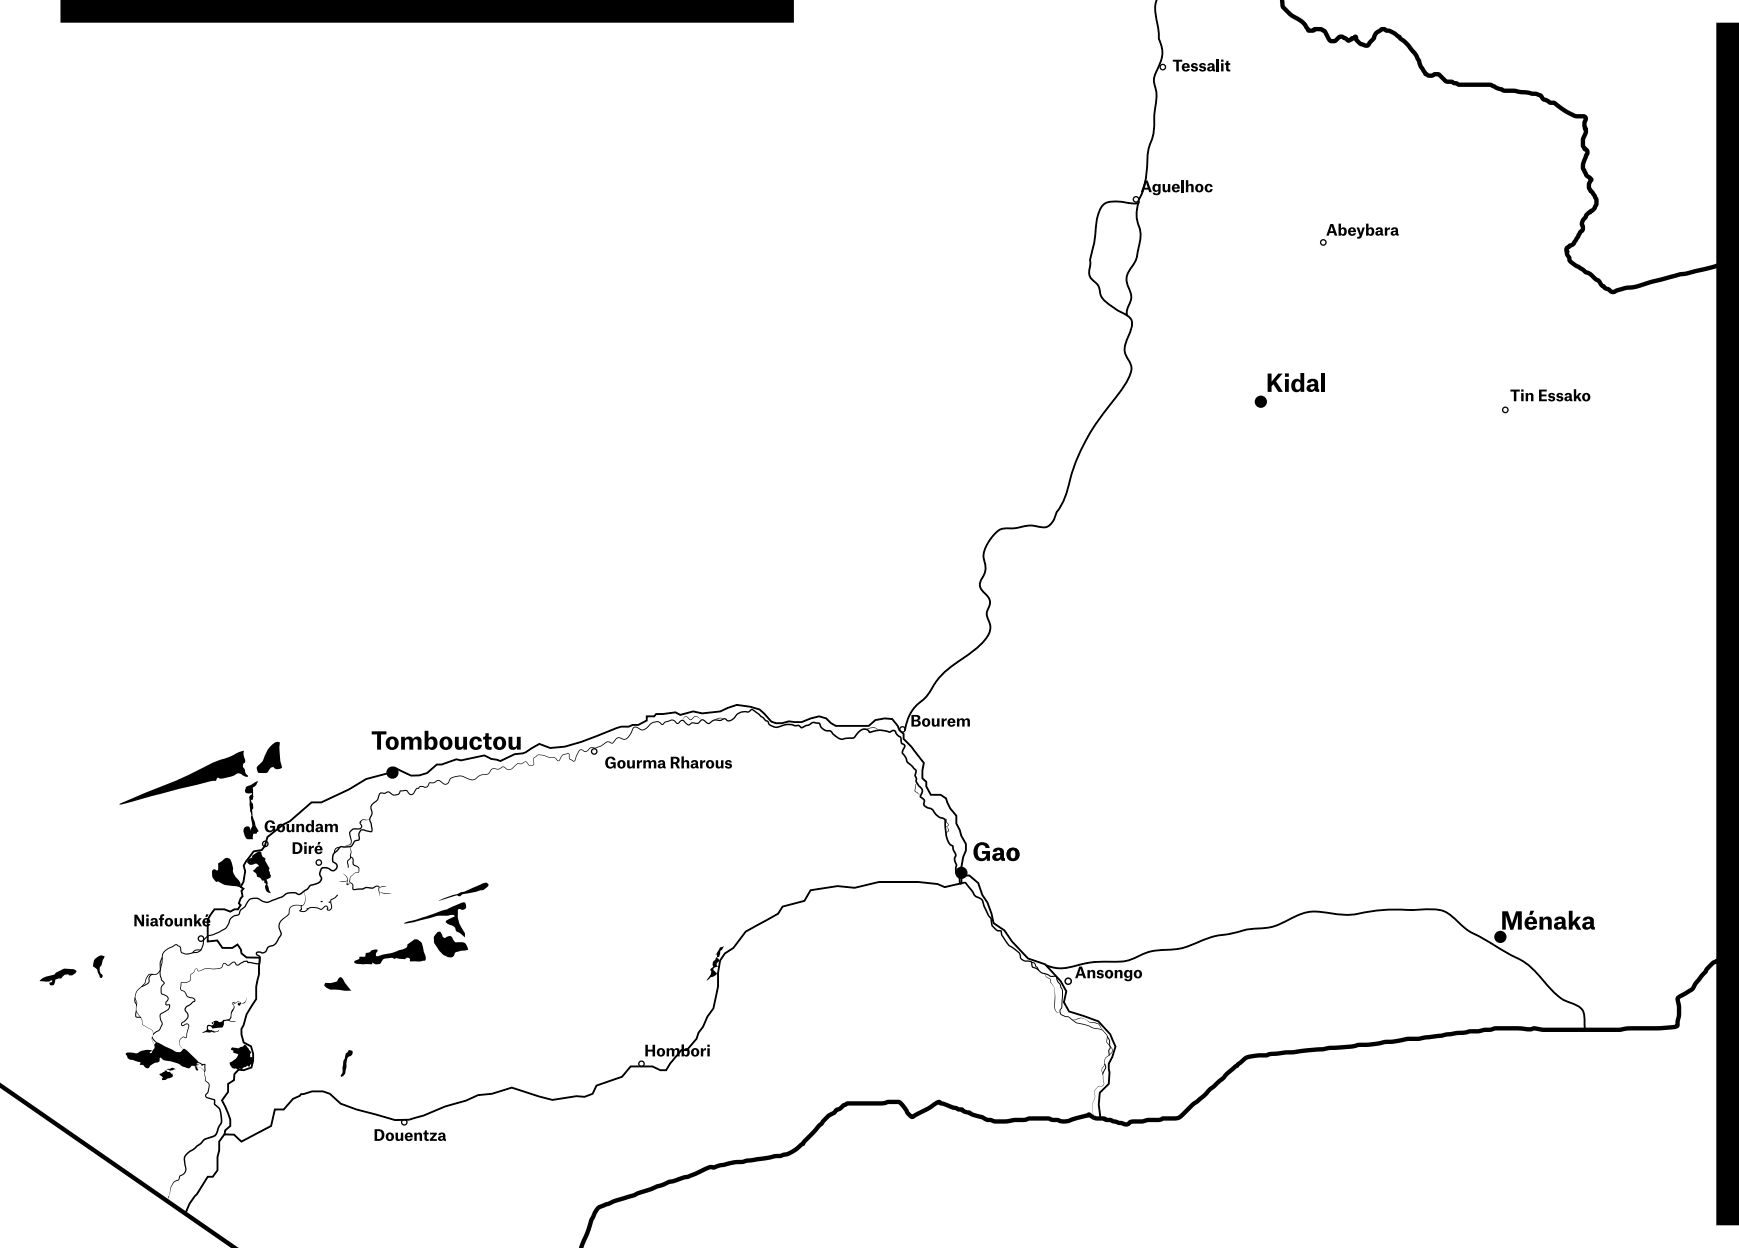 Tessalit
Aguelhoc
Abeybara
Kidal
Tin Essako
Bourem
Tombouctou
Gourma Rharous
Goundam
Diré
Gao
Niafounké
Ménaka
Ansongo
Hombori
Douentza